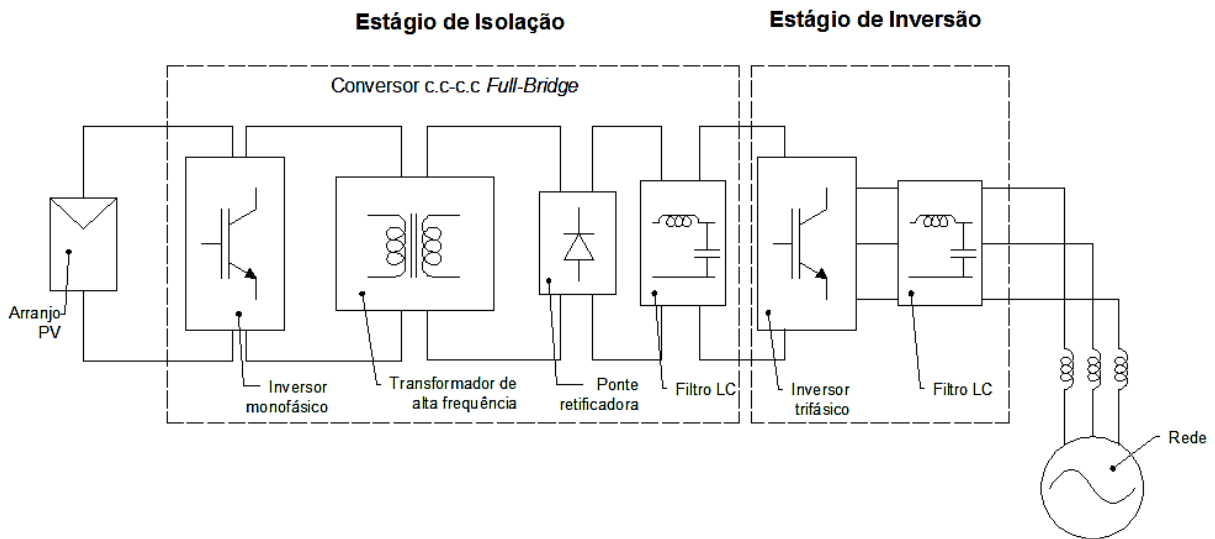 Estágio de Isolação
Estágio de Inversão
Conversor c.c-c.c Full-Bridge
Arranjo
PV
Inversor
monofásico
Transformador de
alta frequência
Ponte
retificadora
Filtro LC
Inversor
trifásico
Filtro LC
Rede